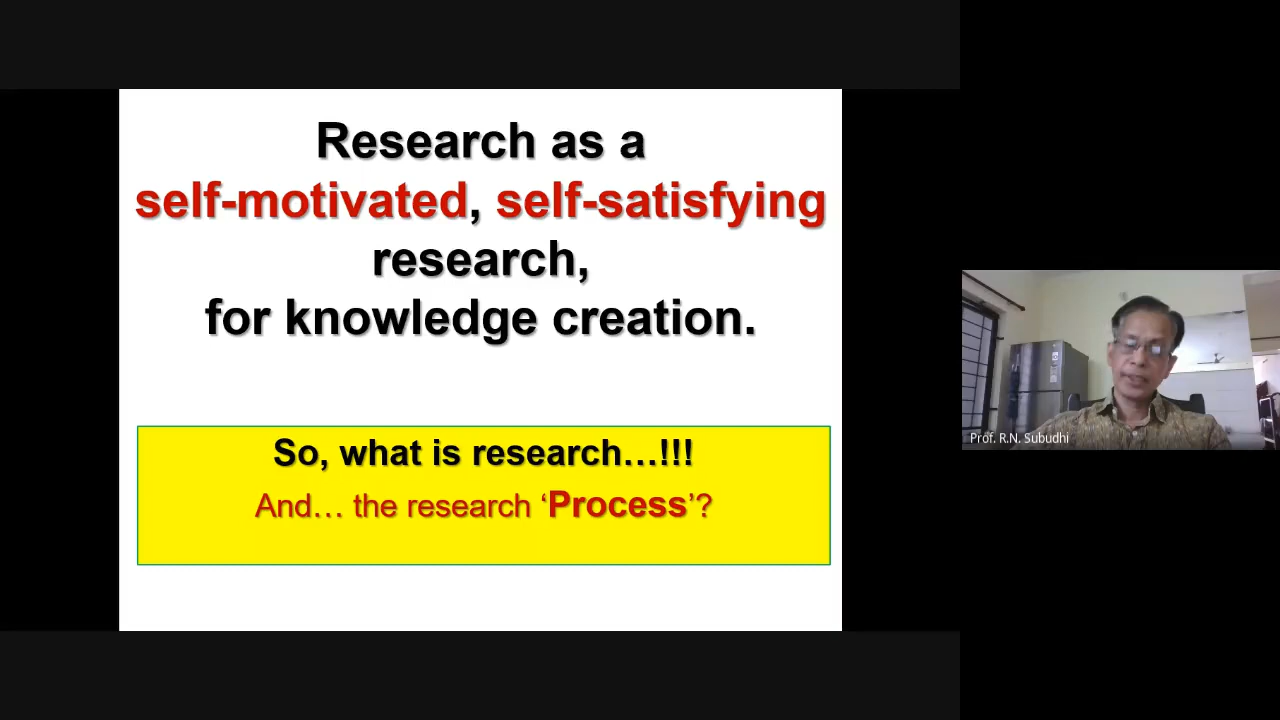 Research as a
self-motivated, self-satisfying
research,
for knowledge creation.
So, what is research…!!!
And… the research ‘Process’?
Prof. R.N. Subudhi